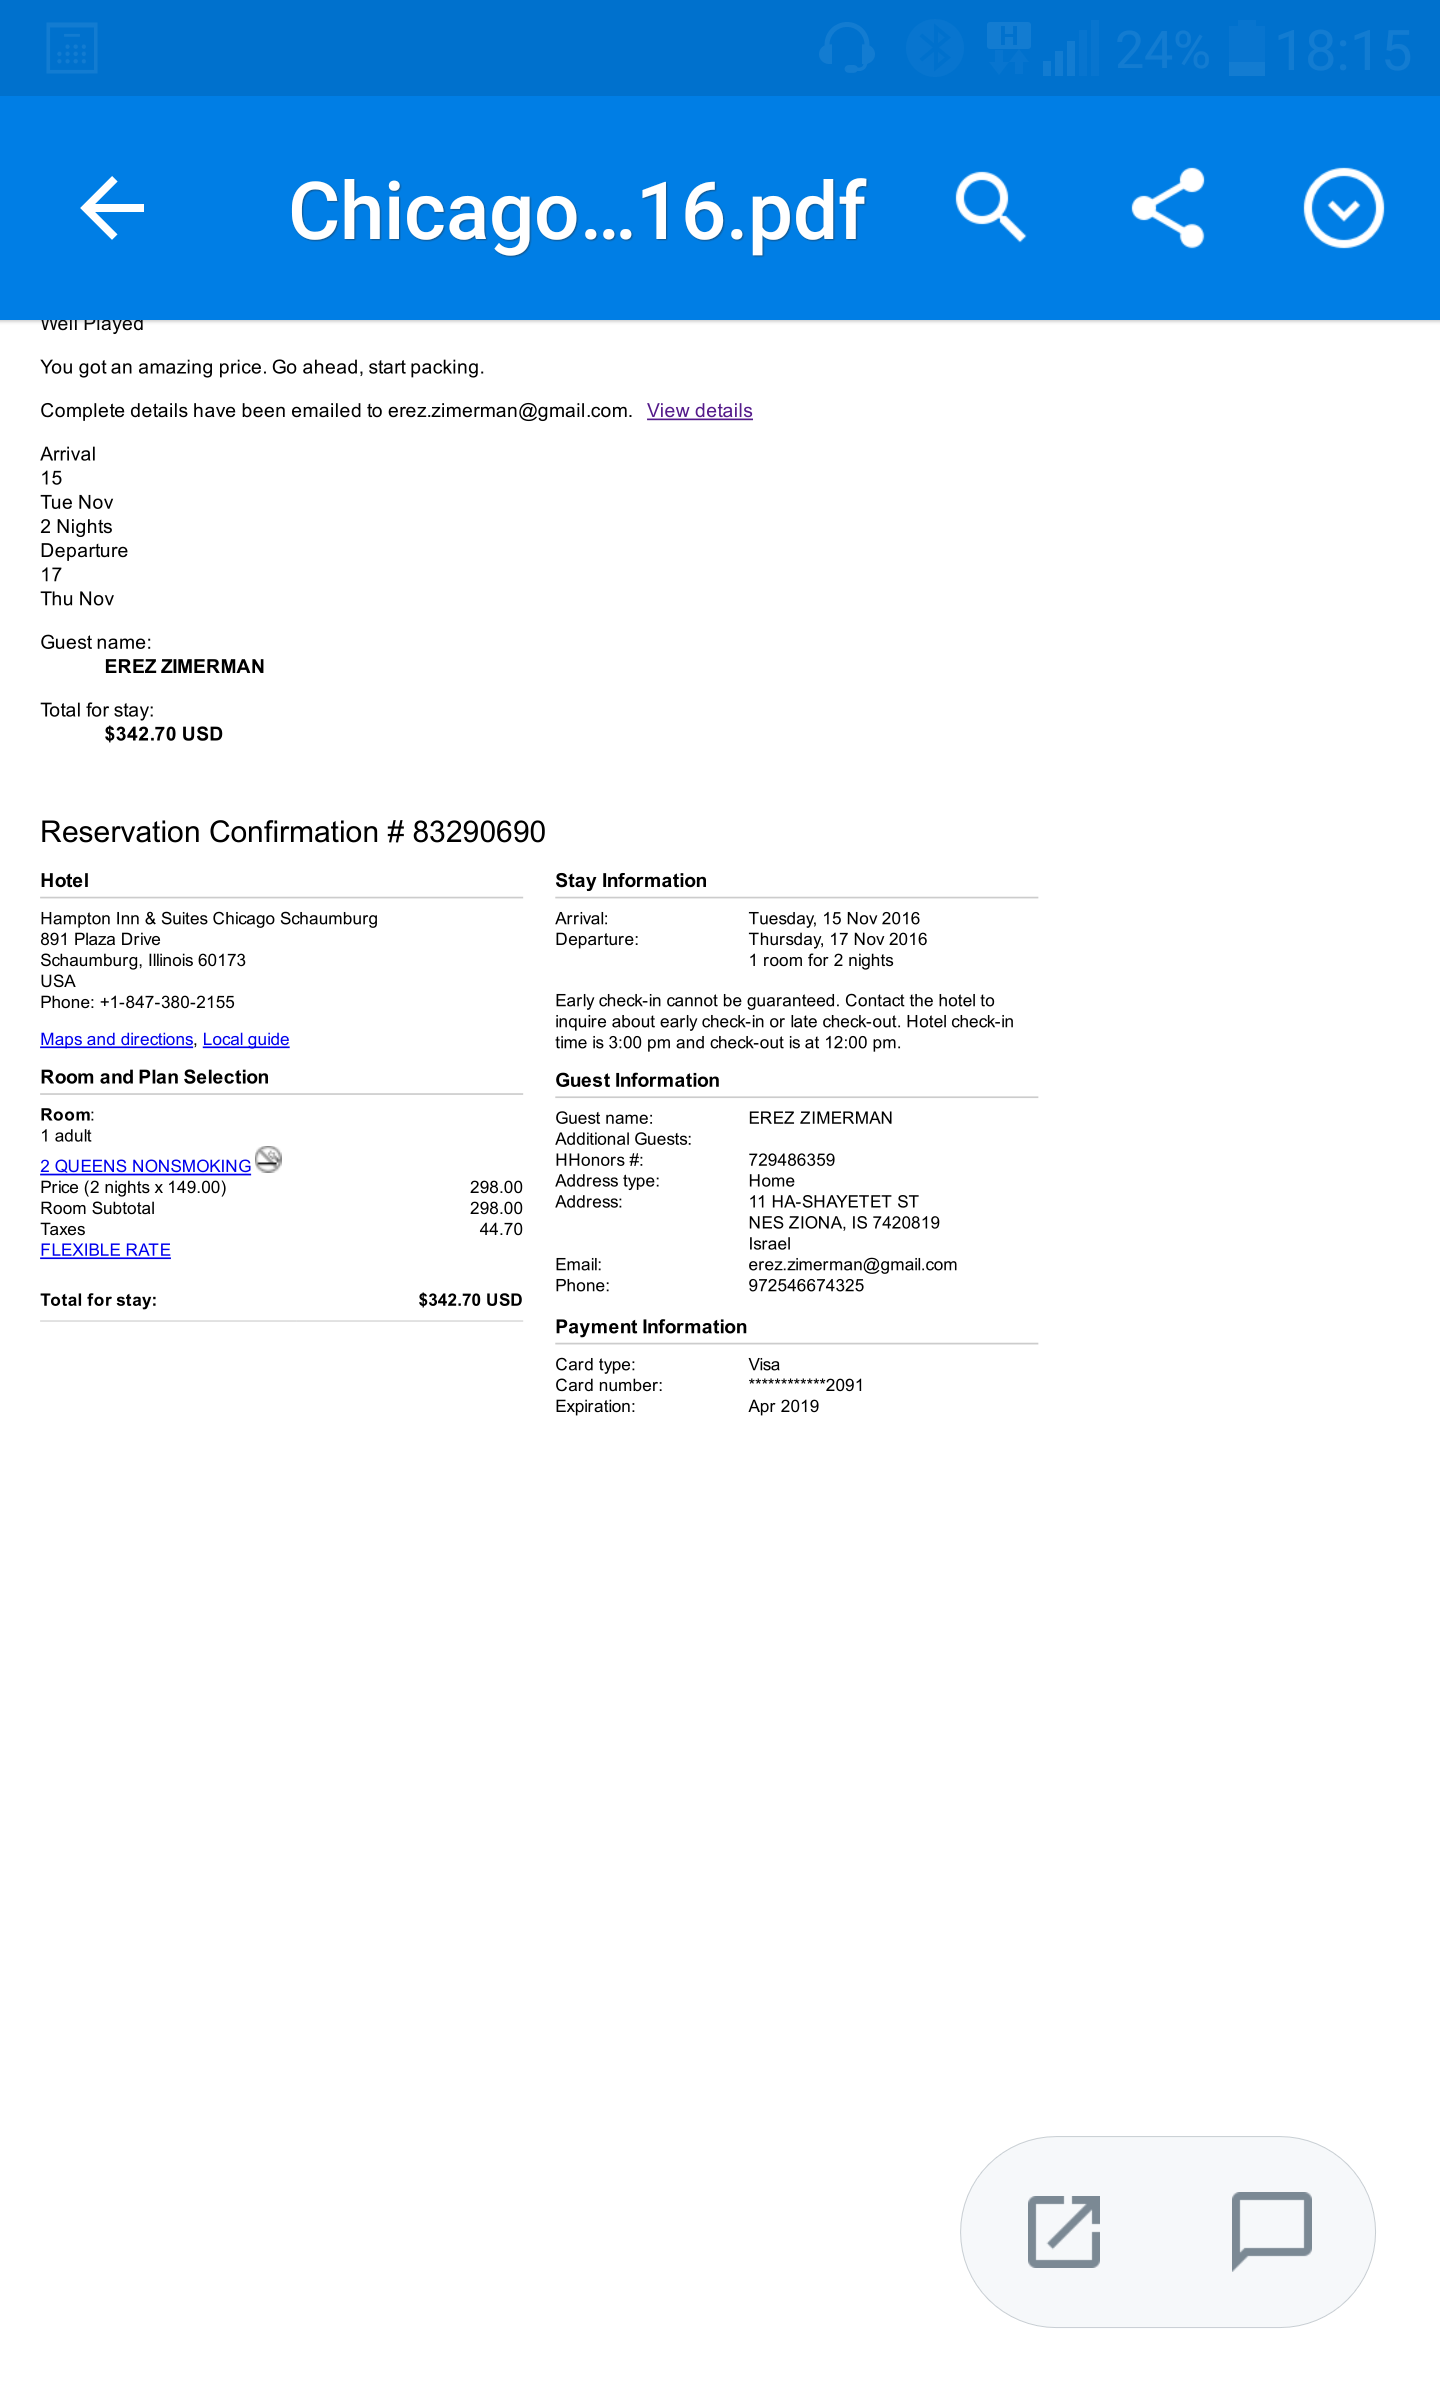 24% 18:15
Chicago...16.pdf
Well Played
You got an amazing price. Go ahead, start packing.
Complete details have been emailed to erez.zimerman@gmail.com. View details
Arrival
15
Tue Nov
2 Nights
Departure
17
Thu Nov
Guest name:
EREZ ZIMERMAN
Total for stay:
$342.70 USD
Reservation Confirmation # 83290690
Hotel
Hampton Inn & Suites Chicago Schaumburg
891 Plaza Drive
Schaumburg, Illinois 60173
USA
Phone: +1-847-380-2155
Maps and directions, Local guide
Room and Plan Selection
Room:
1 adult
2 QUEENS NONSMOKING
Price (2 nights x 149.00) 298.00
Room Subtotal 298.00
Taxes 44.70
FLEXIBLE RATE
Total for stay: $342.70 USD
Stay Information
Arrival: Tuesday, 15 Nov 2016
Departure: Thursday, 17 Nov 2016
1 room for 2 nights
Early check-in cannot be guaranteed. Contact the hotel to
inquire about early check-in or late check-out. Hotel check-in
time is 3:00 pm and check-out is at 12:00 pm.
Guest Information
Guest name: EREZ ZIMERMAN
Additional Guests:
HHonors #: 729486359
Address type: Home
Address: 11 HA-SHAYETET ST
NES ZIONA, IS 7420819
Israel
Email: erez.zimerman@gmail.com
Phone: 972546674325
Payment Information
Card type: Visa
Card number: ************2091
Expiration: Apr 2019